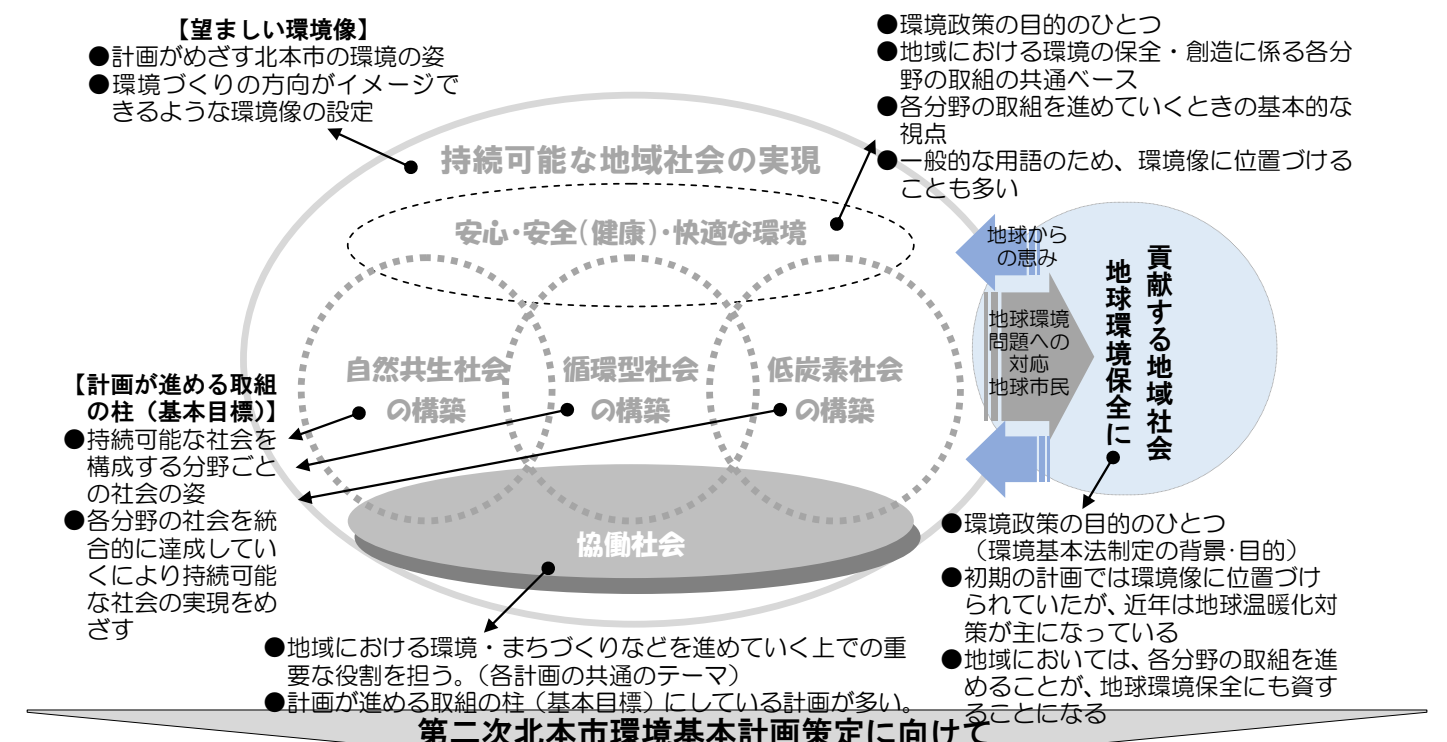 【望ましい環境像】
●計画がめざす北本市の環境の姿
●環境づくりの方向がイメージで
きるような環境像の設定
●環境政策の目的のひとつ
●地域における環境の保全・創造に係る各分
野の取組の共通ベース
●各分野の取組を進めていくときの基本的な
視点
●一般的な用語のため、環境像に位置づける
ことも多い
持続可能な地域社会の実現
安心・安全(健康)・快適な環境
地球から
の恵み
地球環境
問題への
対応
地球市民
貢献する地域社会
地球環境保全に
自然共生社会
の構築
循環型社会
の構築
低炭素社会
の構築
【計画が進める取組
の柱（基本目標）】
●持続可能な社会を
構成する分野ごと
の社会の姿
●各分野の社会を統
合的に達成してい
くにより持続可能
な社会の実現をめ
ざす
協働社会
●環境政策の目的のひとつ
（環境基本法制定の背景・目的）
●初期の計画では環境像に位置づけ
られていたが、近年は地球温暖化対
策が主になっている
●地域においては、各分野の取組を進
めることが、地球環境保全にも資す
ることになる
●地域における環境・まちづくりなどを進めていく上での重
要な役割を担う。（各計画の共通のテーマ）
●計画が進める取組の柱（基本目標）にしている計画が多い。
第二次北本市環境基本計画策定に向けて